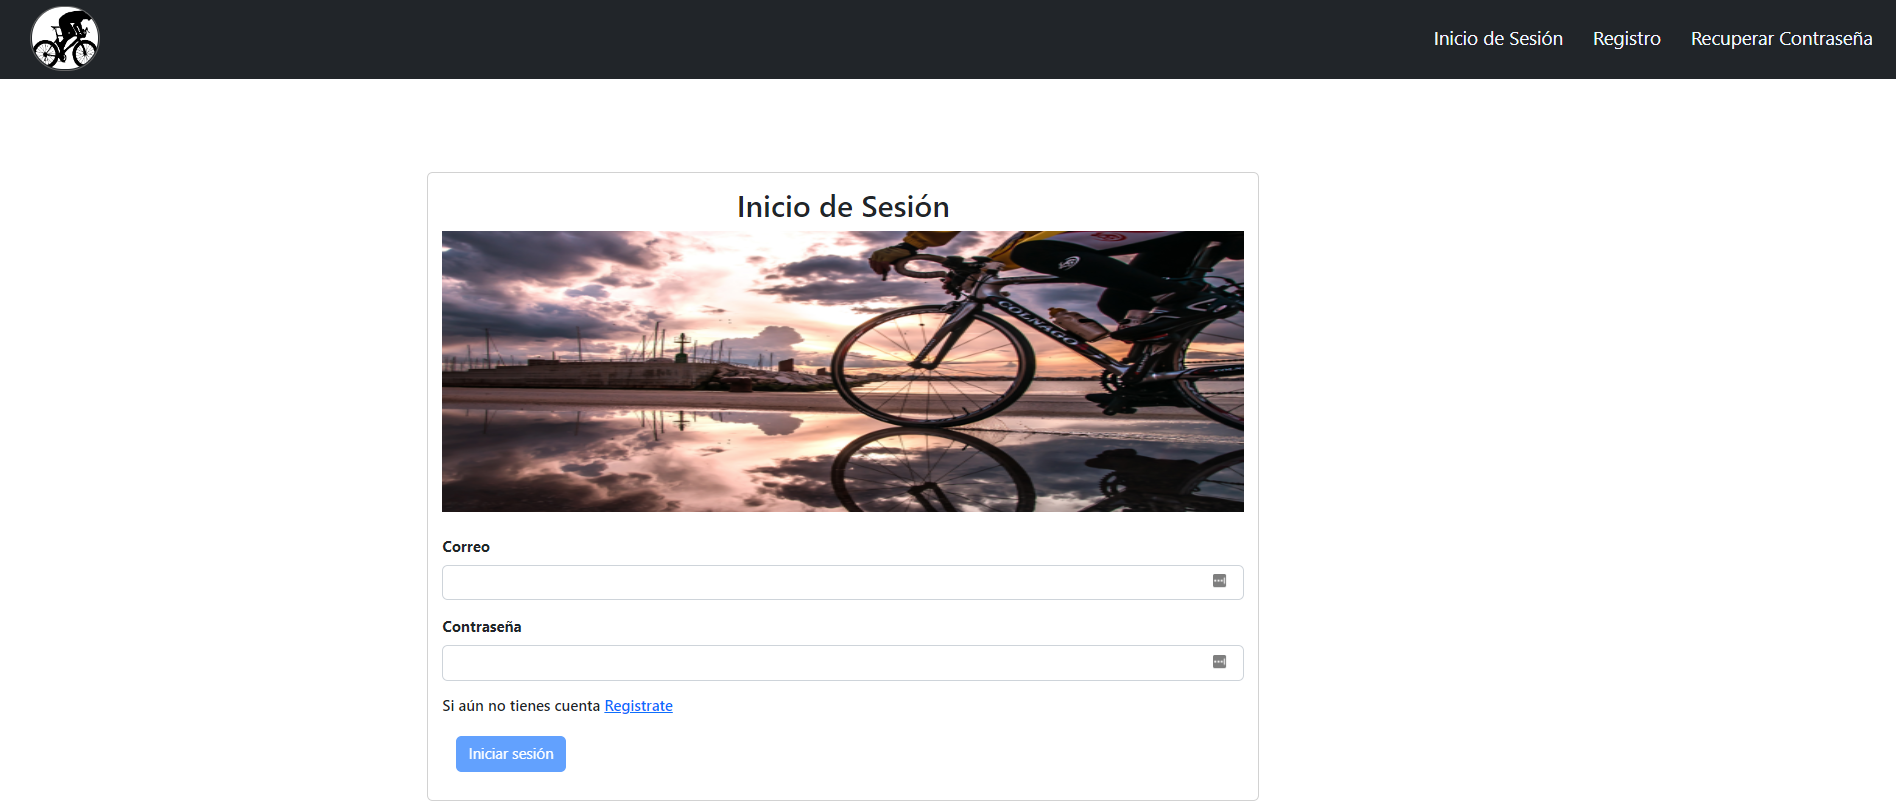 Inicio de Sesión Registro Recuperar Contraseña
Inicio de Sesión
COLNAGO
Correo
Contraseña
Si aún no tienes cuenta Registrate
Iniciar sesión